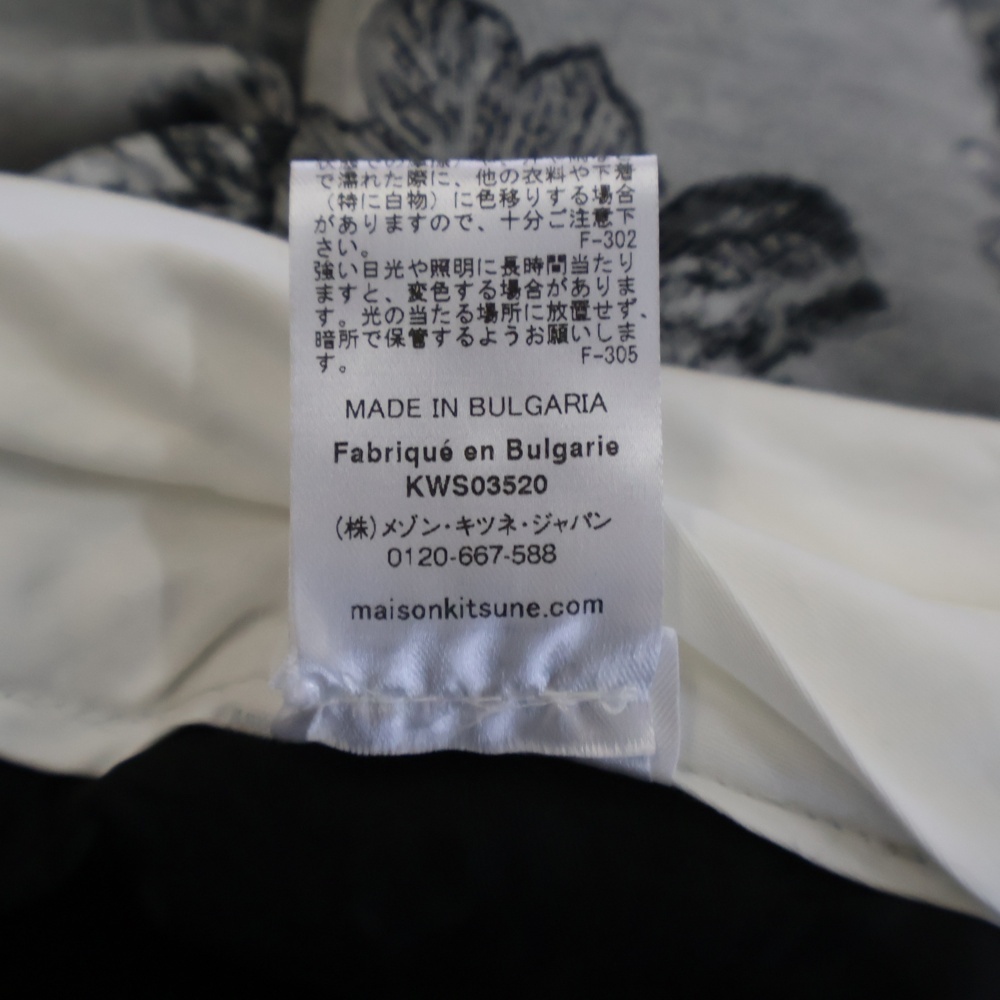 で濡れた際に、他の衣料や下着
（特に白物）に色移りする場合
がありますので、十分ご注意下
さい。 F-302
強い日光や照明に長時間当たり
ますと、変色する場合がありま
す。光の当たる場所に放置せず、
暗所で保管するようお願いしま
す。 F-305
MADE IN BULGARIA
Fabriqué en Bulgarie
KWS03520
（株）メゾン・キツネ・ジャパン
0120-667-588
maisonkitsune.com